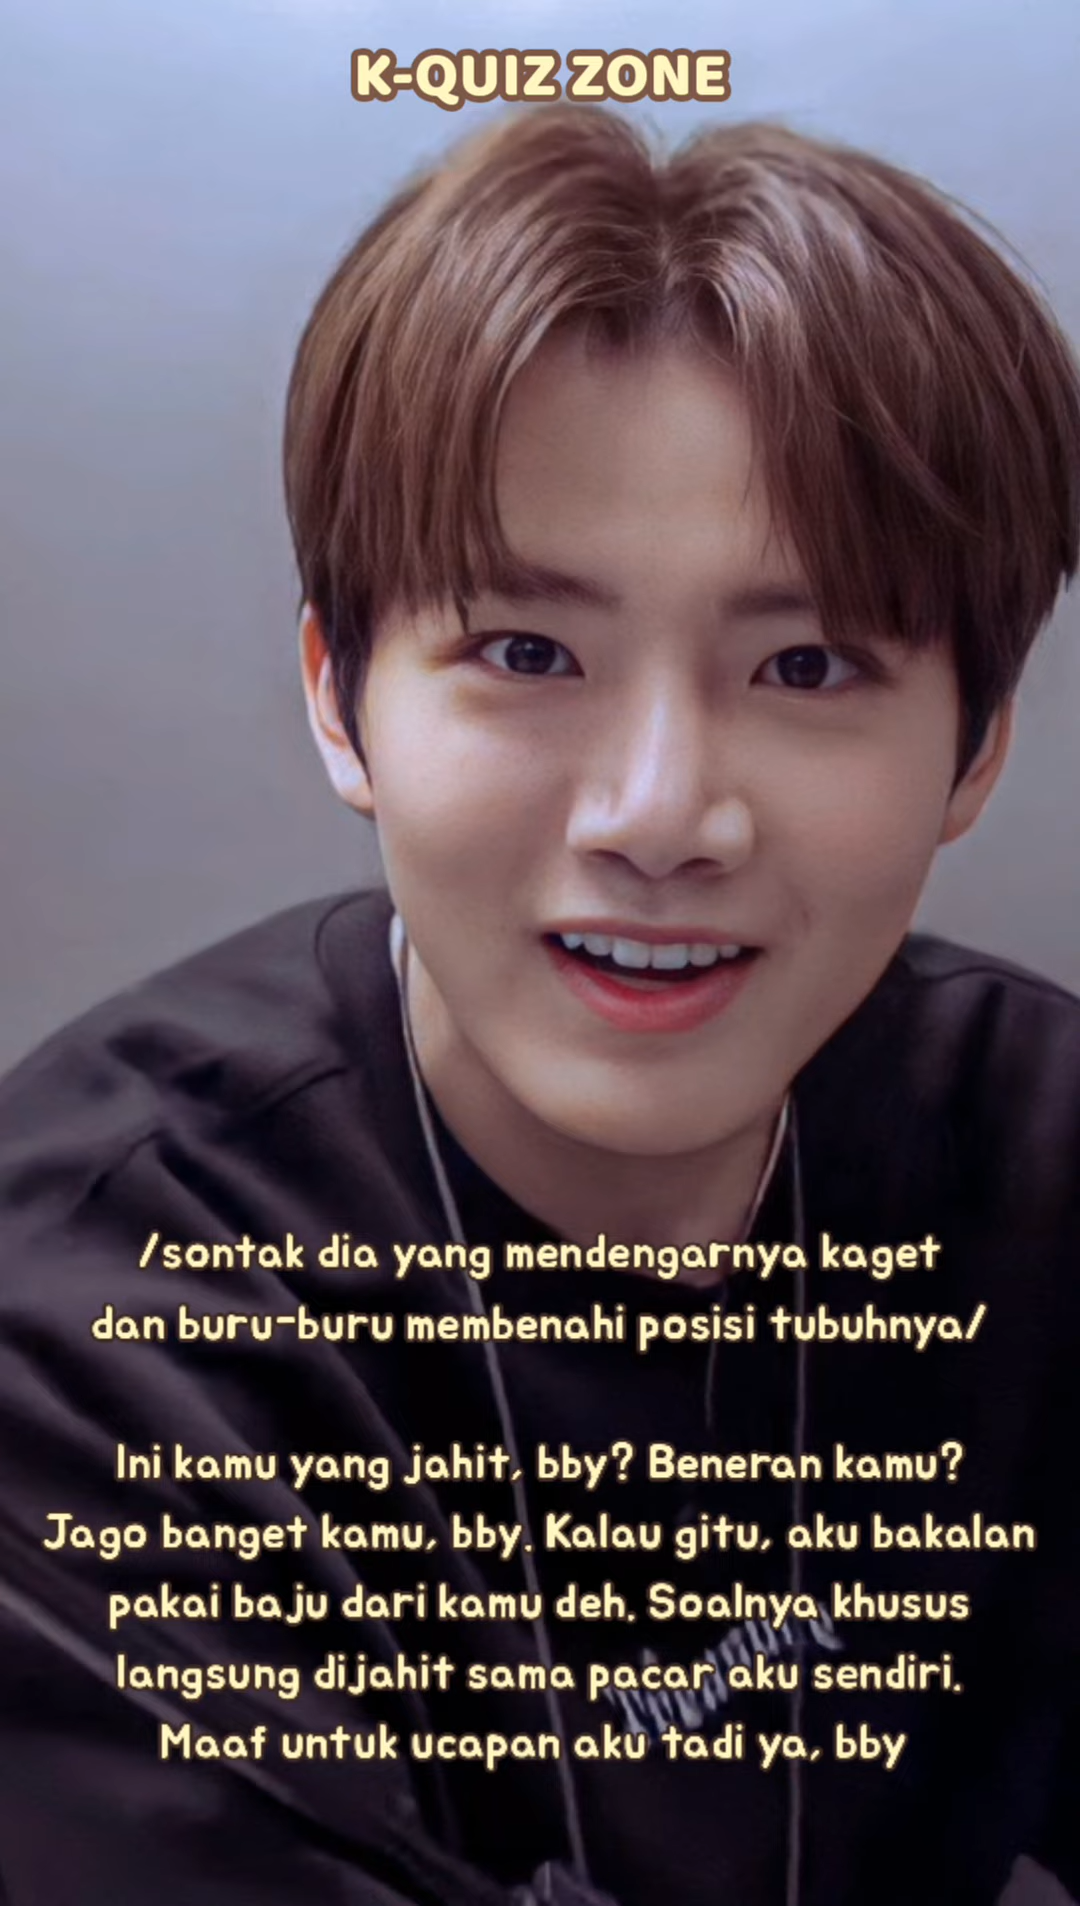 K-QUIZ ZONE
/sontak dia yang mendengarnya kaget
dan buru-buru membenahi posisi tubuhnya/
Ini kamu yang jahit, bby? Beneran kamu?
Jago banget kamu, bby. Kalau gitu, aku bakalan
pakai baju dari kamu deh. Soalnya khusus
langsung dijahit sama pacar aku sendiri.
Maaf untuk ucapan aku tadi ya, bby